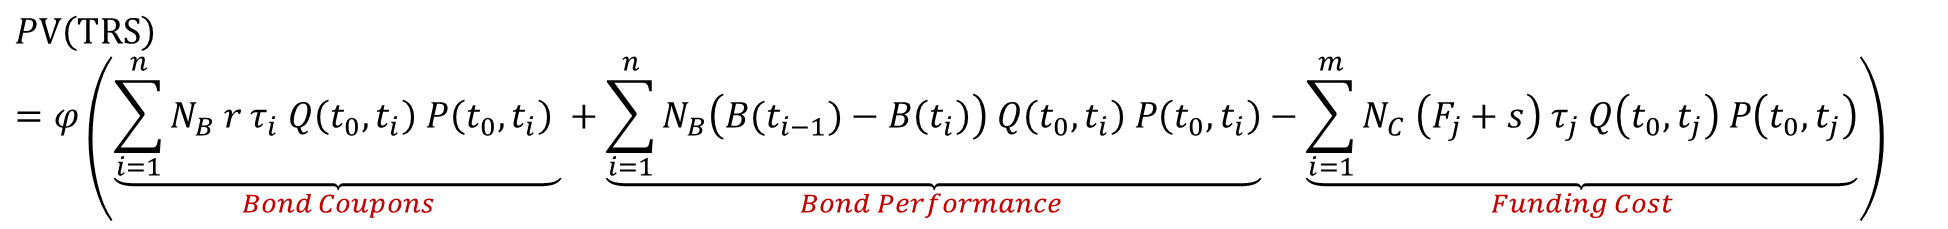 PV(TRS)
= φ ( ∑_{i=1}^{n} N_B r τ_i Q(t_0, t_i) P(t_0, t_i) + ∑_{i=1}^{n} N_B(B(t_{i−1}) − B(t_i)) Q(t_0, t_i) P(t_0, t_i) − ∑_{i=1}^{m} N_C (F_j + s) τ_j Q(t_0, t_j) P(t_0, t_j) )
Bond Coupons Bond Performance Funding Cost